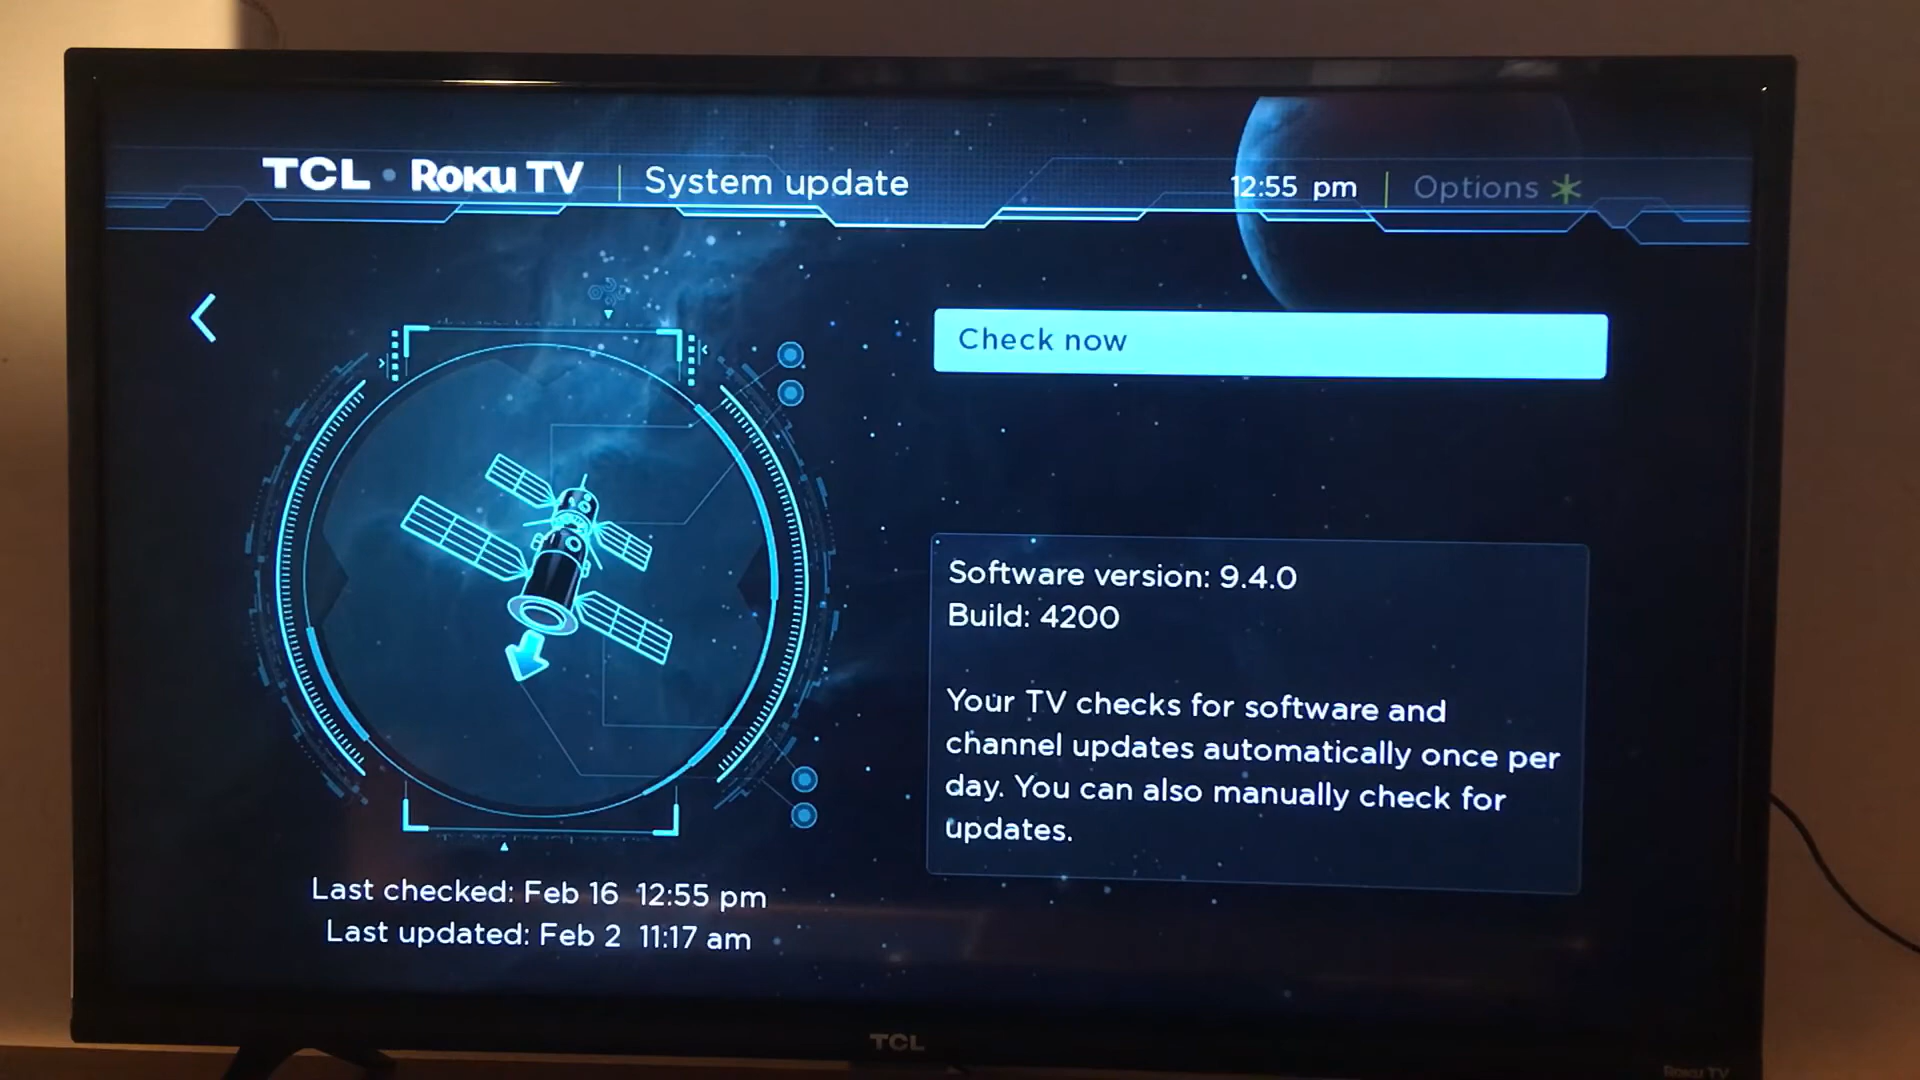 TCL • Roku TV | System update
12:55 pm | Options
Check now
Software version: 9.4.0
Build: 4200
Your TV checks for software and
channel updates automatically once per
day. You can also manually check for
updates.
Last checked: Feb 16 12:55 pm
Last updated: Feb 2 11:17 am
TCL
Roku TV